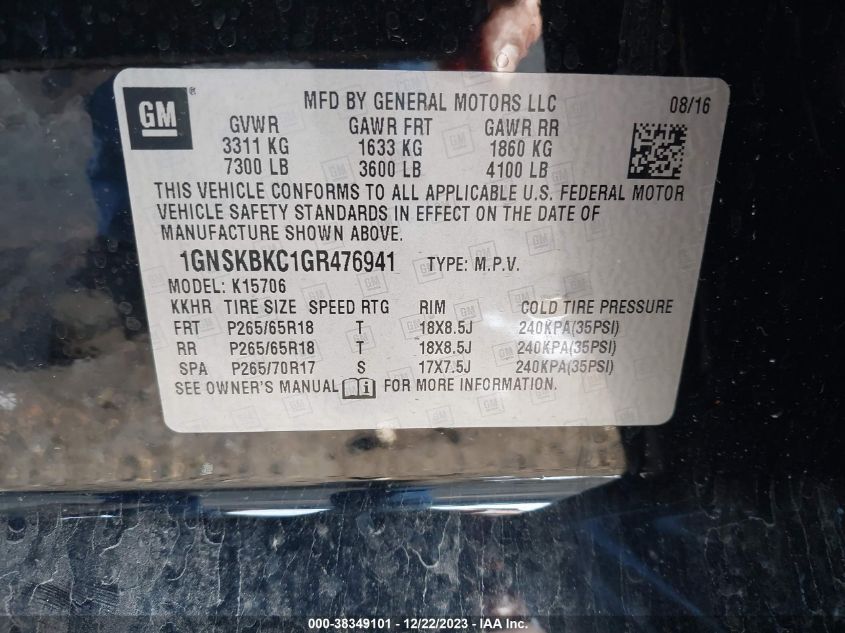 GM
®
MFD BY GENERAL MOTORS LLC 08/16
GVWR GAWR FRT GAWR RR
3311 KG 1633 KG 1860 KG
7300 LB 3600 LB 4100 LB
THIS VEHICLE CONFORMS TO ALL APPLICABLE U.S. FEDERAL MOTOR
VEHICLE SAFETY STANDARDS IN EFFECT ON THE DATE OF
MANUFACTURE SHOWN ABOVE.
1GNSKBKC1GR476941 TYPE: M.P.V.
MODEL: K15706
KKHR TIRE SIZE SPEED RTG RIM COLD TIRE PRESSURE
FRT P265/65R18 T 18X8.5J 240KPA(35PSI)
RR P265/65R18 T 18X8.5J 240KPA(35PSI)
SPA P265/70R17 S 17X7.5J 240KPA(35PSI)
SEE OWNER'S MANUAL i FOR MORE INFORMATION.
000-38349101 - 12/22/2023 - IAA Inc.